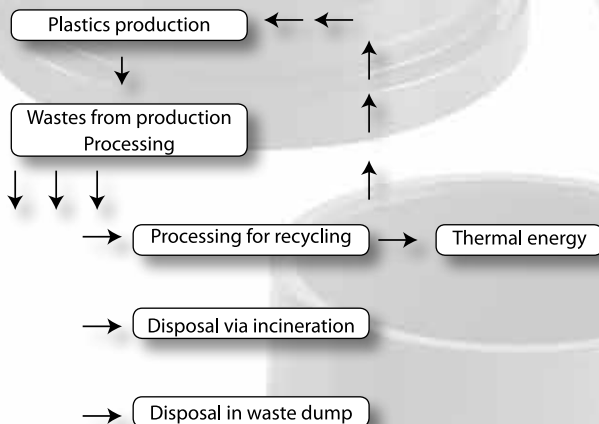 Plastics production
Wastes from production
Processing
Processing for recycling
Thermal energy
Disposal via incineration
Disposal in waste dump